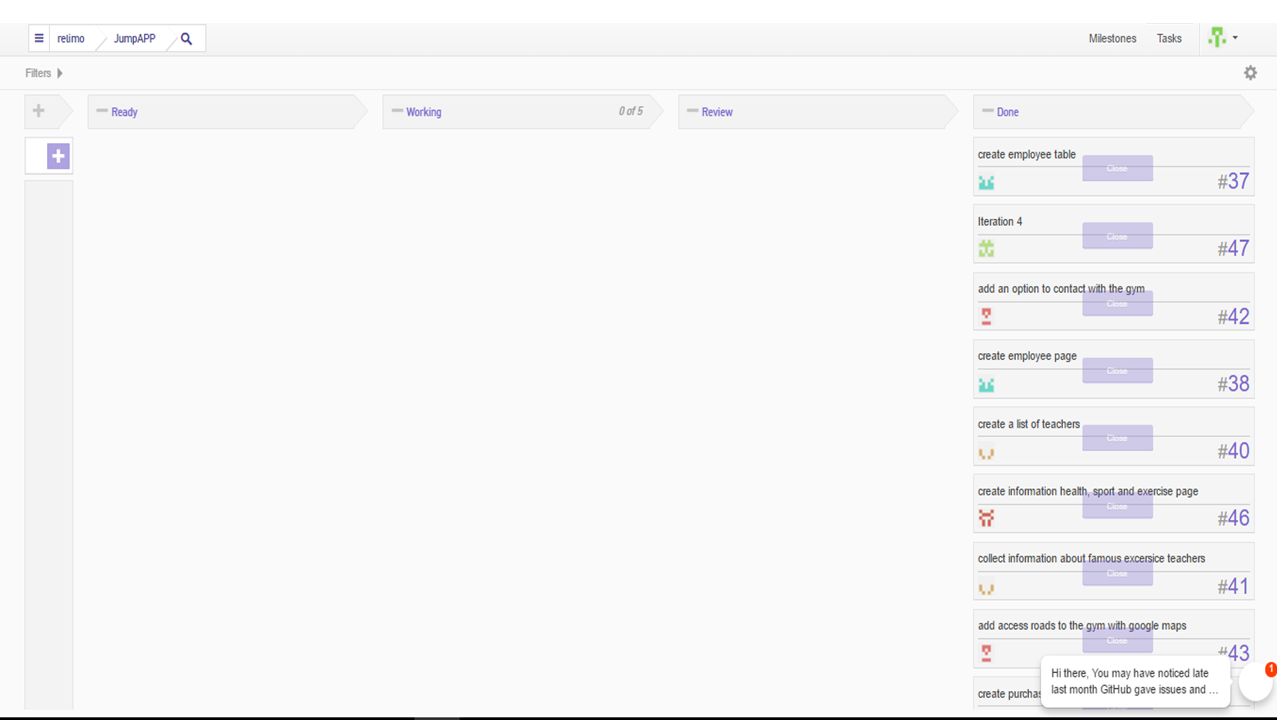 retimo JumpAPP
Milestones Tasks
Filters
Ready
Working 0 of 5
Review
Done
create employee table
Close
#37
Iteration 4
Close
#47
add an option to contact with the gym
Close
#42
create employee page
Close
#38
create a list of teachers
Close
#40
create information health, sport and exercise page
Close
#46
collect information about famous excersice teachers
Close
#41
add access roads to the gym with google maps
Close
#43
create purchas
Hi there, You may have noticed late
last month GitHub gave issues and ...
1